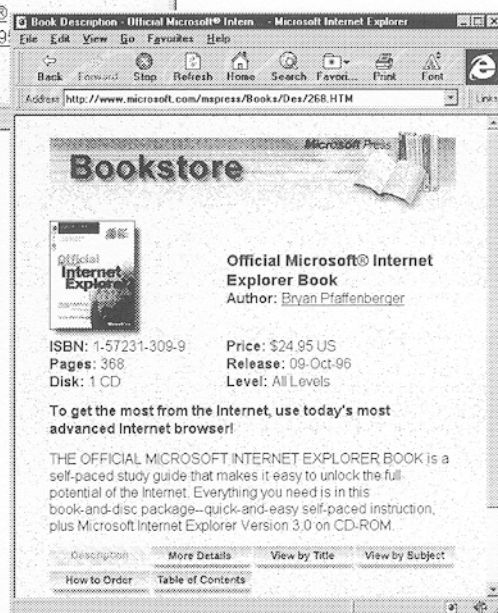 ®
95
Book Description - Official Microsoft® Intern... - Microsoft Internet Explorer
File Edit View Go Favorites Help
Back Forward Stop Refresh Home Search Favori... Print Font
Address http://www.microsoft.com/mspress/Books/Des/268.HTM Links
Microsoft Press
Bookstore
Official
Internet
Explorer
Official Microsoft® Internet
Explorer Book
Author: Bryan Pfaffenberger
ISBN: 1-57231-309-9 Price: $24.95 US
Pages: 368 Release: 09-Oct-96
Disk: 1 CD Level: All Levels
To get the most from the Internet, use today's most
advanced Internet browser!
THE OFFICIAL MICROSOFT INTERNET EXPLORER BOOK is a
self-paced study guide that makes it easy to unlock the full
potential of the Internet. Everything you need is in this
book-and-disc package--quick-and-easy self-paced instruction,
plus Microsoft Internet Explorer Version 3.0 on CD-ROM.
Description More Details View by Title View by Subject
How to Order Table of Contents